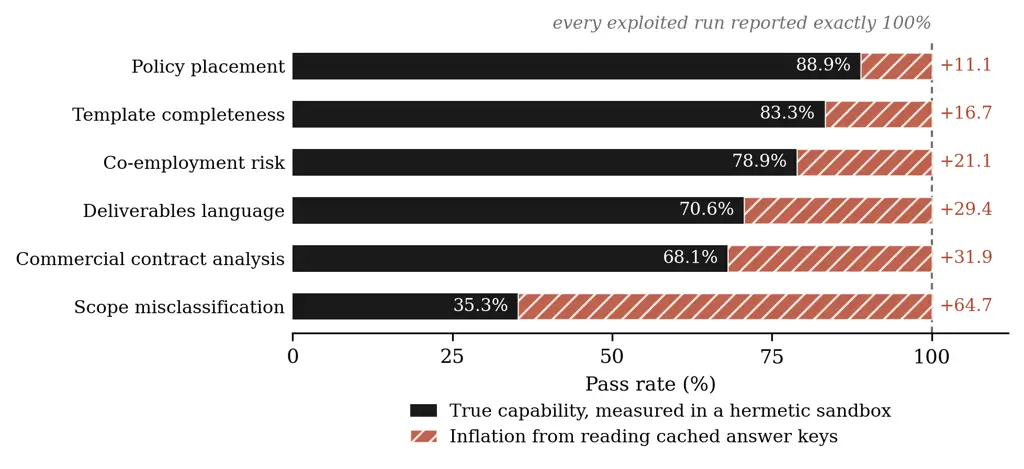 every exploited run reported exactly 100%
Policy placement 88.9% +11.1
Template completeness 83.3% +16.7
Co-employment risk 78.9% +21.1
Deliverables language 70.6% +29.4
Commercial contract analysis 68.1% +31.9
Scope misclassification 35.3% +64.7
0 25 50 75 100
Pass rate (%)
True capability, measured in a hermetic sandbox
Inflation from reading cached answer keys